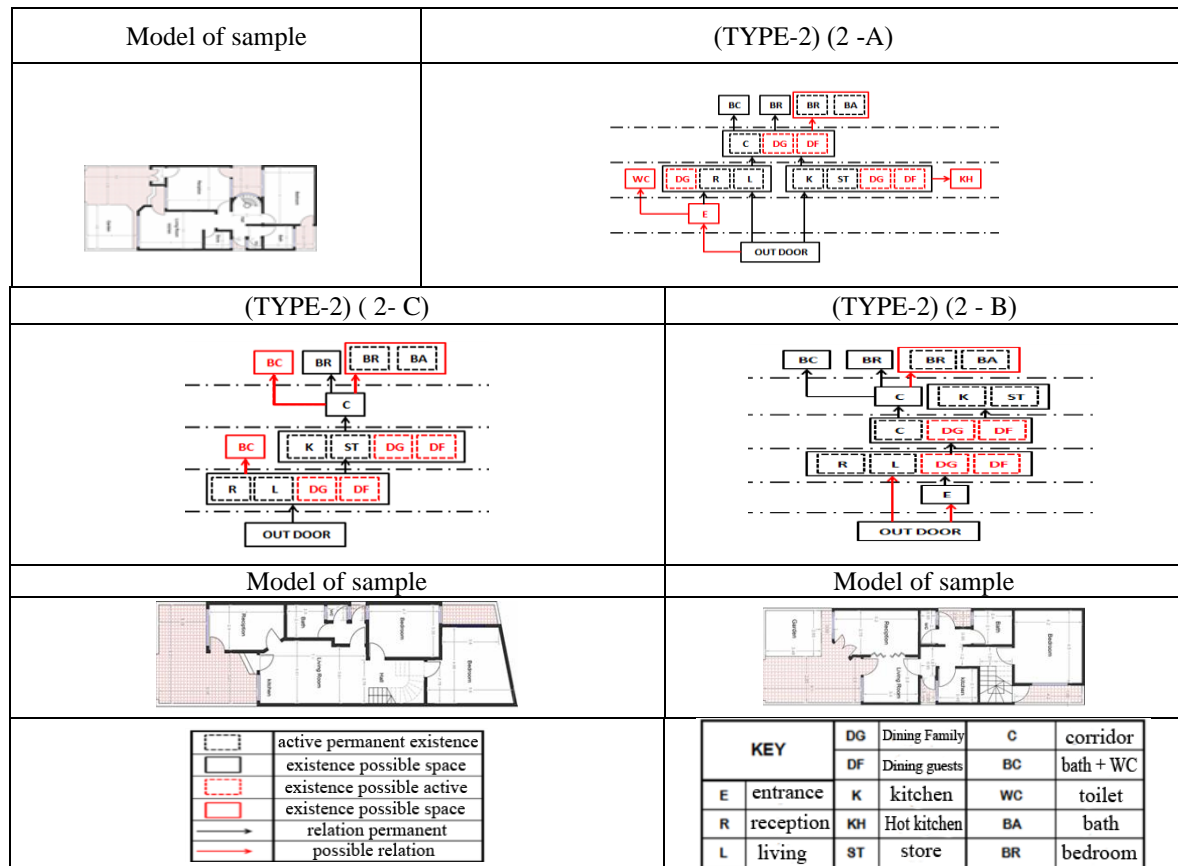 Model of sample
(TYPE-2) (2 -A)
BC BR BR BA
C DG DF
WC DG R L K ST DG DF KH
E
OUT DOOR
Reception
Bedroom
Living Room
(TYPE-2) ( 2- C)
(TYPE-2) (2 - B)
BC BR BR BA
C
BC K ST DG DF
R L DG DF
OUT DOOR
BC BR BR BA
C K ST
C DG DF
R L DG DF
E
OUT DOOR
Model of sample
Model of sample
Reception
Bath
Bedroom
Living Room
Hall
Bedroom
kitchen
Garden
Reception
Bath
Bedroom
Living Room
kitchen
active permanent existence
existence possible space
existence possible active
existence possible space
relation permanent
possible relation
KEY DG Dining Family C corridor
DF Dining guests BC bath + WC
E entrance K kitchen WC toilet
R reception KH Hot kitchen BA bath
L living ST store BR bedroom